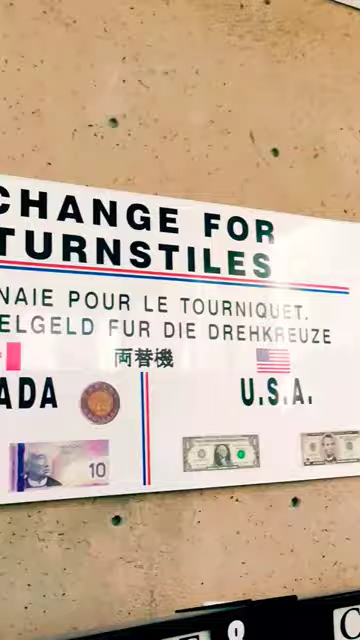 CHANGE FOR
TURNSTILES
NAIE POUR LE TOURNIQUET.
ELGELD FUR DIE DREHKREUZE
両替機
ADA
U.S.A.
10